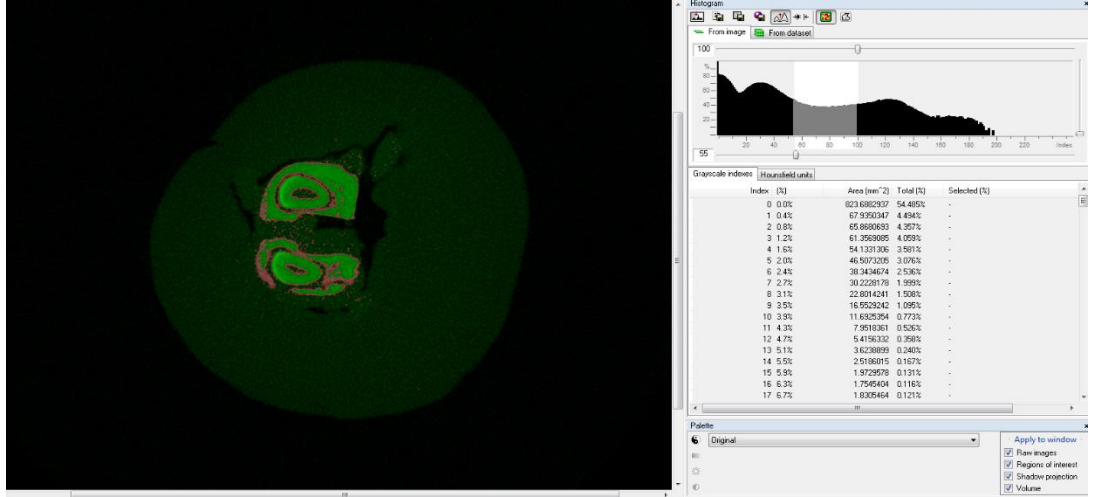 Histogram
From image From dataset
100
%
80
60
40
20
20 40 60 80 100 120 140 160 180 200 220 Index
55
Grayscale indexes Hounsfield units
Index (%) Area (mm^2) Total (%) Selected (%)
0 0.0% 823.6882937 54.485% -
1 0.4% 67.9350347 4.494% -
2 0.8% 65.8680693 4.357% -
3 1.2% 61.3569085 4.059% -
4 1.6% 54.1331306 3.581% -
5 2.0% 46.5073205 3.076% -
6 2.4% 38.3434674 2.536% -
7 2.7% 30.2228178 1.999% -
8 3.1% 22.8014241 1.508% -
9 3.5% 16.5529242 1.095% -
10 3.9% 11.6925354 0.773% -
11 4.3% 7.9518361 0.526% -
12 4.7% 5.4156332 0.358% -
13 5.1% 3.6238899 0.240% -
14 5.5% 2.5186015 0.167% -
15 5.9% 1.9729578 0.131% -
16 6.3% 1.7545404 0.116% -
17 6.7% 1.8305464 0.121% -
Palette
Original
Apply to window
Raw images
Regions of interest
Shadow projection
Volume